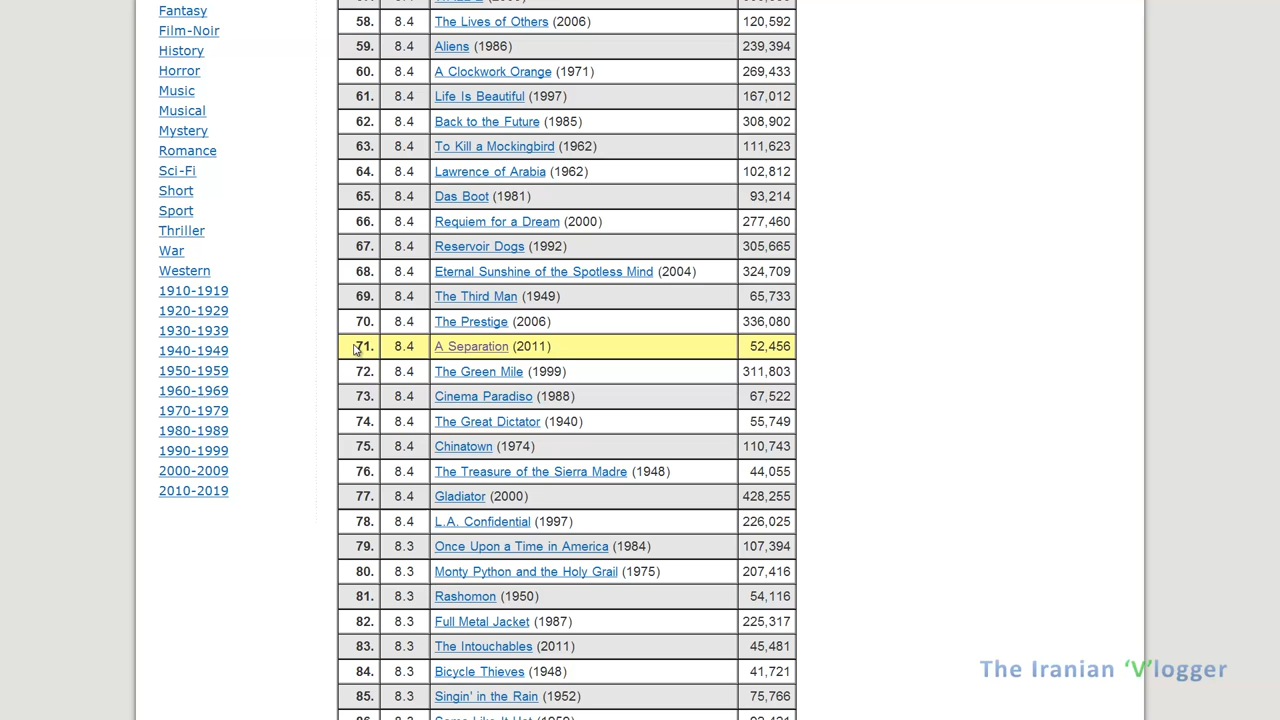 Fantasy
Film-Noir
History
Horror
Music
Musical
Mystery
Romance
Sci-Fi
Short
Sport
Thriller
War
Western
1910-1919
1920-1929
1930-1939
1940-1949
1950-1959
1960-1969
1970-1979
1980-1989
1990-1999
2000-2009
2010-2019
58. 8.4 The Lives of Others (2006) 120,592
59. 8.4 Aliens (1986) 239,394
60. 8.4 A Clockwork Orange (1971) 269,433
61. 8.4 Life Is Beautiful (1997) 167,012
62. 8.4 Back to the Future (1985) 308,902
63. 8.4 To Kill a Mockingbird (1962) 111,623
64. 8.4 Lawrence of Arabia (1962) 102,812
65. 8.4 Das Boot (1981) 93,214
66. 8.4 Requiem for a Dream (2000) 277,460
67. 8.4 Reservoir Dogs (1992) 305,665
68. 8.4 Eternal Sunshine of the Spotless Mind (2004) 324,709
69. 8.4 The Third Man (1949) 65,733
70. 8.4 The Prestige (2006) 336,080
71. 8.4 A Separation (2011) 52,456
72. 8.4 The Green Mile (1999) 311,803
73. 8.4 Cinema Paradiso (1988) 67,522
74. 8.4 The Great Dictator (1940) 55,749
75. 8.4 Chinatown (1974) 110,743
76. 8.4 The Treasure of the Sierra Madre (1948) 44,055
77. 8.4 Gladiator (2000) 428,255
78. 8.4 L.A. Confidential (1997) 226,025
79. 8.3 Once Upon a Time in America (1984) 107,394
80. 8.3 Monty Python and the Holy Grail (1975) 207,416
81. 8.3 Rashomon (1950) 54,116
82. 8.3 Full Metal Jacket (1987) 225,317
83. 8.3 The Intouchables (2011) 45,481
84. 8.3 Bicycle Thieves (1948) 41,721
85. 8.3 Singin' in the Rain (1952) 75,766
The Iranian ‘V’logger